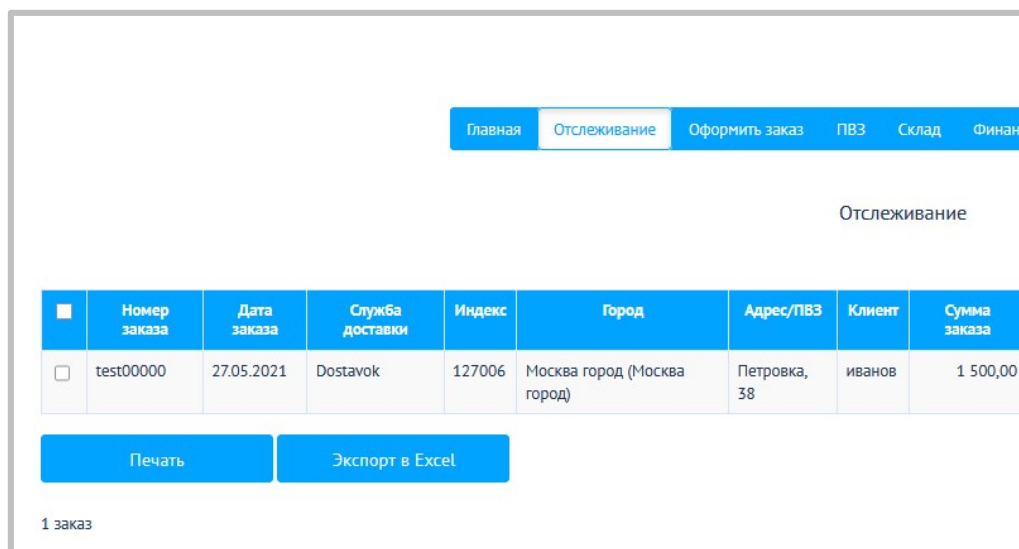 Главная Отслеживание Оформить заказ ПВЗ Склад Финан
Отслеживание
Номер заказа Дата заказа Служба доставки Индекс Город Адрес/ПВЗ Клиент Сумма заказа
test00000 27.05.2021 Dostavok 127006 Москва город (Москва город) Петровка, 38 иванов 1 500,00
Печать Экспорт в Excel
1 заказ